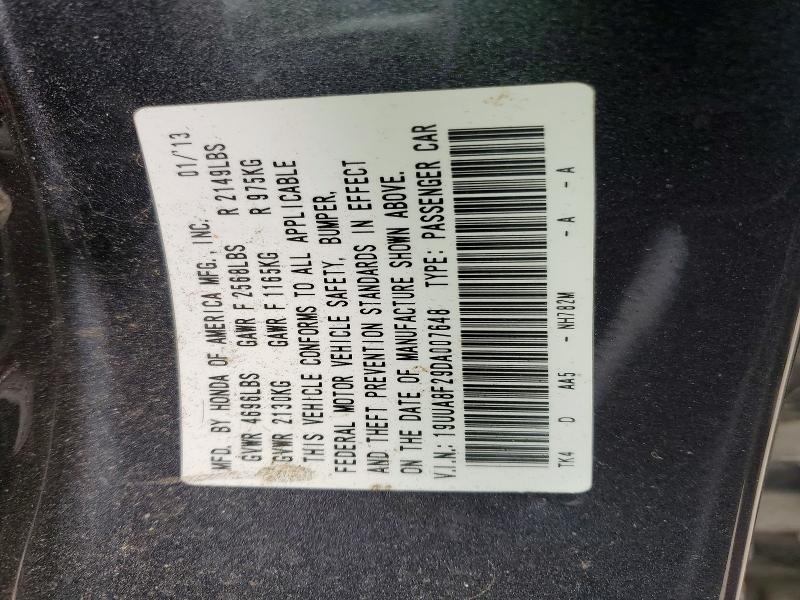 MFD. BY HONDA OF AMERICA MFG., INC. 01/'13
GVWR 4696LBS GAWR F 2568LBS R 2149LBS
GVWR 2130KG GAWR F 1165KG R 975KG
THIS VEHICLE CONFORMS TO ALL APPLICABLE
FEDERAL MOTOR VEHICLE SAFETY, BUMPER,
AND THEFT PREVENTION STANDARDS IN EFFECT
ON THE DATE OF MANUFACTURE SHOWN ABOVE.
V.I.N.: 19UUA8F29DA007648 TYPE: PASSENGER CAR
TK4 D AA5 - NH782M - A - A